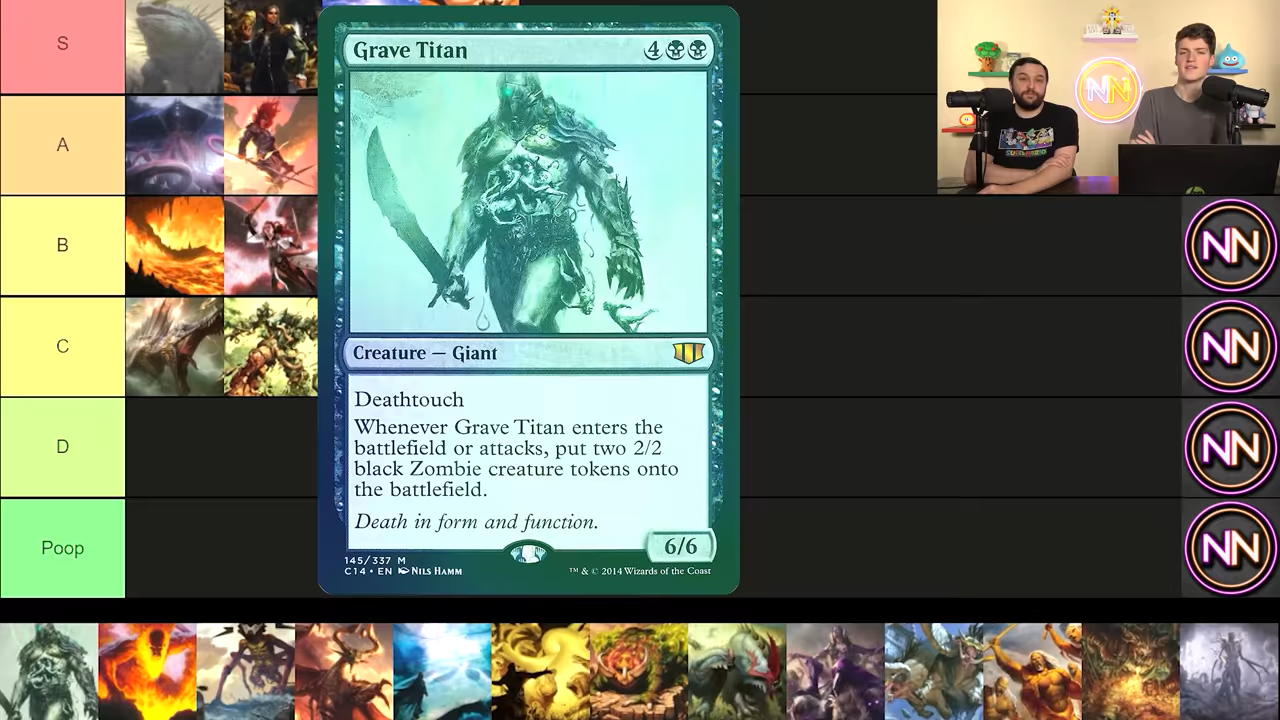 S
A
B
C
D
Poop
Grave Titan 4
Creature — Giant
Deathtouch
Whenever Grave Titan enters the
battlefield or attacks, put two 2/2
black Zombie creature tokens onto
the battlefield.
Death in form and function.
6/6
145/337 M
C14 • EN NILS HAMM
™ & © 2014 Wizards of the Coast
NN
NN
NN
NN
NN